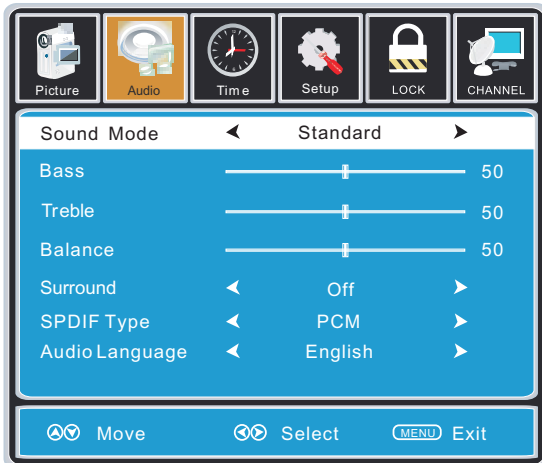 Picture Audio Time Setup LOCK CHANNEL
Sound Mode Standard
Bass 50
Treble 50
Balance 50
Surround Off
SPDIF Type PCM
Audio Language English
Move Select MENU Exit